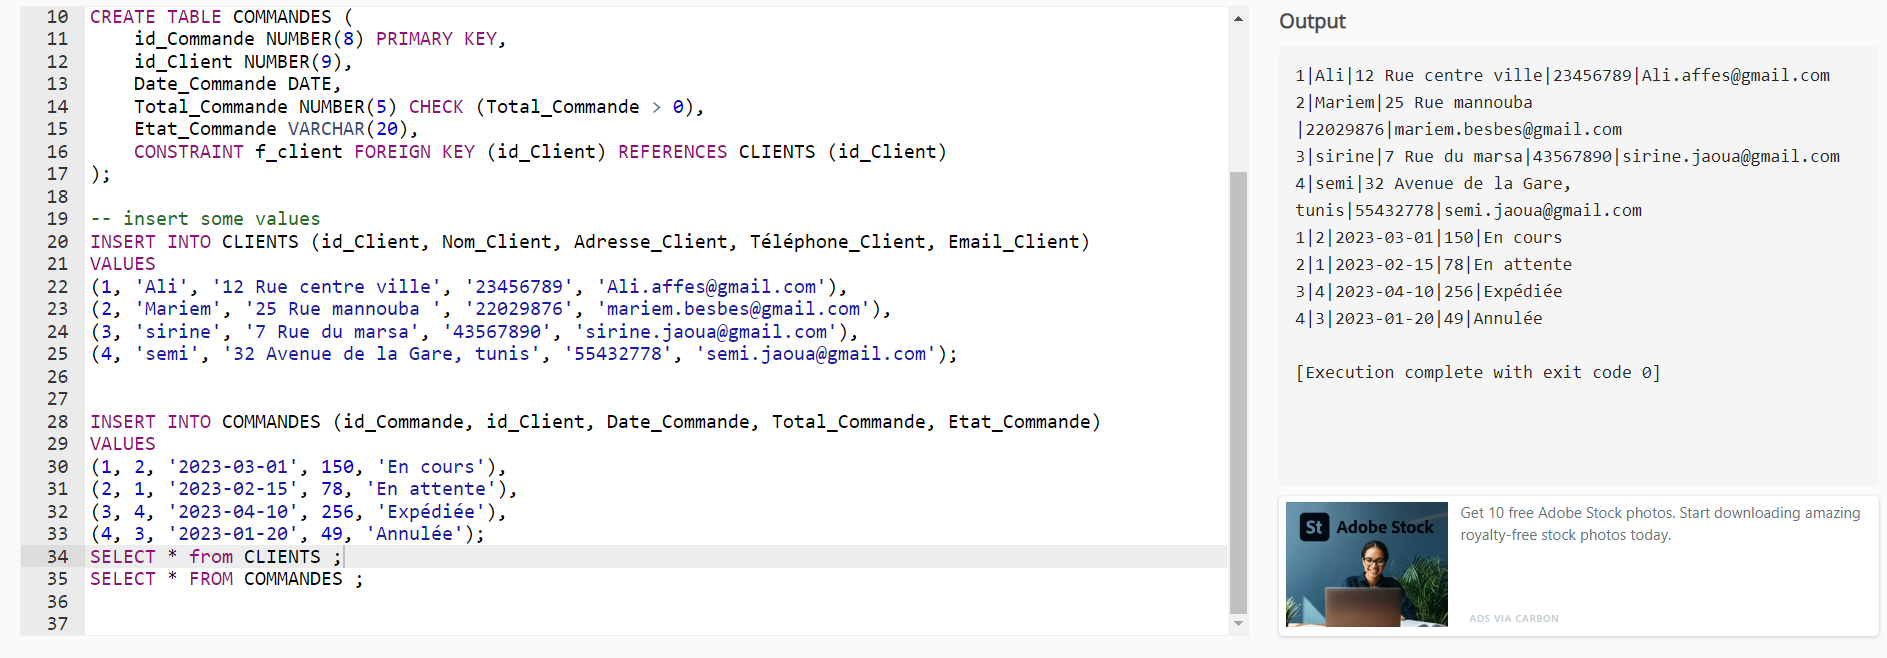 10 CREATE TABLE COMMANDES (
11 id_Commande NUMBER(8) PRIMARY KEY,
12 id_Client NUMBER(9),
13 Date_Commande DATE,
14 Total_Commande NUMBER(5) CHECK (Total_Commande > 0),
15 Etat_Commande VARCHAR(20),
16 CONSTRAINT f_client FOREIGN KEY (id_Client) REFERENCES CLIENTS (id_Client)
17 );
18
19 -- insert some values
20 INSERT INTO CLIENTS (id_Client, Nom_Client, Adresse_Client, Téléphone_Client, Email_Client)
21 VALUES
22 (1, 'Ali', '12 Rue centre ville', '23456789', 'Ali.affes@gmail.com'),
23 (2, 'Mariem', '25 Rue mannouba ', '22029876', 'mariem.besbes@gmail.com'),
24 (3, 'sirine', '7 Rue du marsa', '43567890', 'sirine.jaoua@gmail.com'),
25 (4, 'semi', '32 Avenue de la Gare, tunis', '55432778', 'semi.jaoua@gmail.com');
26
27
28 INSERT INTO COMMANDES (id_Commande, id_Client, Date_Commande, Total_Commande, Etat_Commande)
29 VALUES
30 (1, 2, '2023-03-01', 150, 'En cours'),
31 (2, 1, '2023-02-15', 78, 'En attente'),
32 (3, 4, '2023-04-10', 256, 'Expédiée'),
33 (4, 3, '2023-01-20', 49, 'Annulée');
34 SELECT * from CLIENTS ;
35 SELECT * FROM COMMANDES ;
36
37
Output
1|Ali|12 Rue centre ville|23456789|Ali.affes@gmail.com
2|Mariem|25 Rue mannouba
|22029876|mariem.besbes@gmail.com
3|sirine|7 Rue du marsa|43567890|sirine.jaoua@gmail.com
4|semi|32 Avenue de la Gare,
tunis|55432778|semi.jaoua@gmail.com
1|2|2023-03-01|150|En cours
2|1|2023-02-15|78|En attente
3|4|2023-04-10|256|Expédiée
4|3|2023-01-20|49|Annulée
[Execution complete with exit code 0]
St Adobe Stock
Get 10 free Adobe Stock photos. Start downloading amazing
royalty-free stock photos today.
ADS VIA CARBON